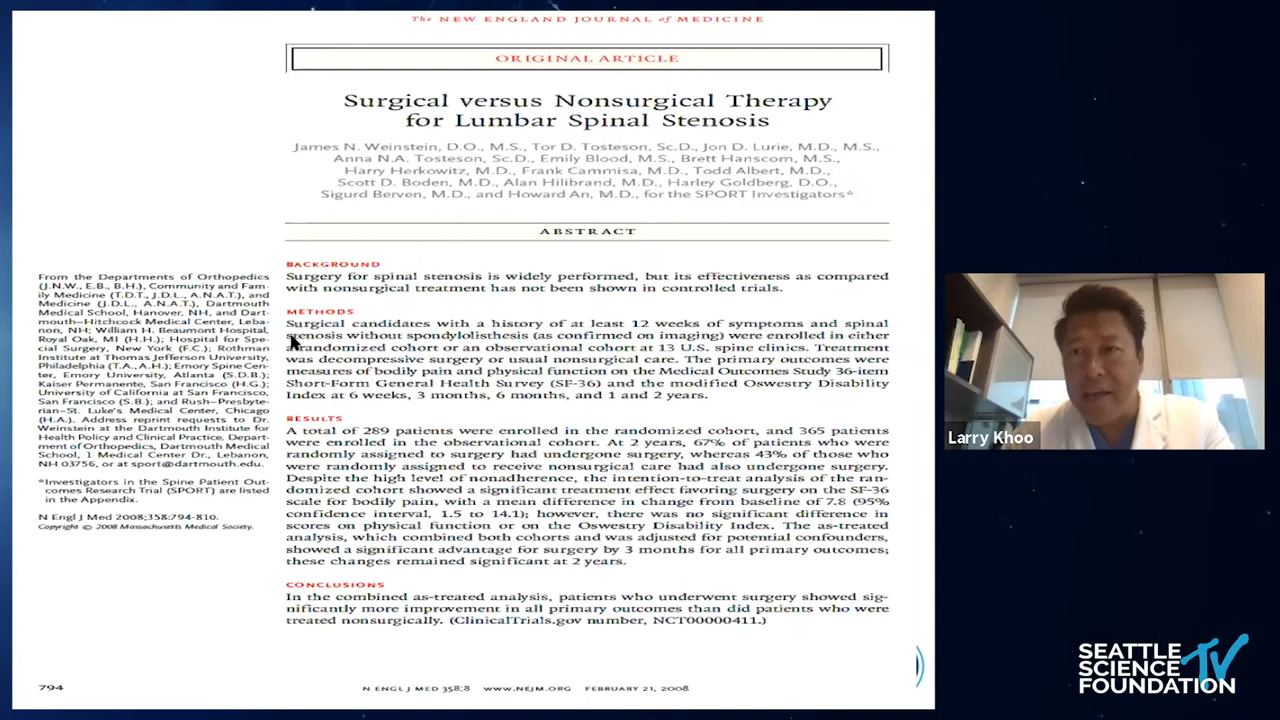 The NEW ENGLAND JOURNAL of MEDICINE
ORIGINAL ARTICLE
Surgical versus Nonsurgical Therapy
for Lumbar Spinal Stenosis
James N. Weinstein, D.O., M.S., Tor D. Tosteson, Sc.D., Jon D. Lurie, M.D., M.S.,
Anna N.A. Tosteson, Sc.D., Emily Blood, M.S., Brett Hanscom, M.S.,
Harry Herkowitz, M.D., Frank Cammisa, M.D., Todd Albert, M.D.,
Scott D. Boden, M.D., Alan Hilibrand, M.D., Harley Goldberg, D.O.,
Sigurd Berven, M.D., and Howard An, M.D., for the SPORT Investigators*
ABSTRACT
From the Departments of Orthopedics
(J.N.W., E.B., B.H.), Community and Fam-
ily Medicine (T.D.T., J.D.L., A.N.A.T.), and
Medicine (J.D.L., A.N.A.T.), Dartmouth
Medical School, Hanover, NH, and Dart-
mouth–Hitchcock Medical Center, Leba-
non, NH; William H. Beaumont Hospital,
Royal Oak, MI (H.H.); Hospital for Spe-
cial Surgery, New York (F.C.); Rothman
Institute at Thomas Jefferson University,
Philadelphia (T.A., A.H.); Emory Spine Cen-
ter, Emory University, Atlanta (S.D.B.);
Kaiser Permanente, San Francisco (H.G.);
University of California at San Francisco,
San Francisco (S.B.); and Rush–Presbyte-
rian–St. Luke's Medical Center, Chicago
(H.A.). Address reprint requests to Dr.
Weinstein at the Dartmouth Institute for
Health Policy and Clinical Practice, Depart-
ment of Orthopedics, Dartmouth Medical
School, 1 Medical Center Dr., Lebanon,
NH 03756, or at sport@dartmouth.edu.
*Investigators in the Spine Patient Out-
comes Research Trial (SPORT) are listed
in the Appendix.
N Engl J Med 2008;358:794-810.
Copyright © 2008 Massachusetts Medical Society.
BACKGROUND
Surgery for spinal stenosis is widely performed, but its effectiveness as compared
with nonsurgical treatment has not been shown in controlled trials.
METHODS
Surgical candidates with a history of at least 12 weeks of symptoms and spinal
stenosis without spondylolisthesis (as confirmed on imaging) were enrolled in either
a randomized cohort or an observational cohort at 13 U.S. spine clinics. Treatment
was decompressive surgery or usual nonsurgical care. The primary outcomes were
measures of bodily pain and physical function on the Medical Outcomes Study 36-item
Short-Form General Health Survey (SF-36) and the modified Oswestry Disability
Index at 6 weeks, 3 months, 6 months, and 1 and 2 years.
RESULTS
A total of 289 patients were enrolled in the randomized cohort, and 365 patients
were enrolled in the observational cohort. At 2 years, 67% of patients who were
randomly assigned to surgery had undergone surgery, whereas 43% of those who
were randomly assigned to receive nonsurgical care had also undergone surgery.
Despite the high level of nonadherence, the intention-to-treat analysis of the ran-
domized cohort showed a significant treatment effect favoring surgery on the SF-36
scale for bodily pain, with a mean difference in change from baseline of 7.8 (95%
confidence interval, 1.5 to 14.1); however, there was no significant difference in
scores on physical function or on the Oswestry Disability Index. The as-treated
analysis, which combined both cohorts and was adjusted for potential confounders,
showed a significant advantage for surgery by 3 months for all primary outcomes;
these changes remained significant at 2 years.
CONCLUSIONS
In the combined as-treated analysis, patients who underwent surgery showed sig-
nificantly more improvement in all primary outcomes than did patients who were
treated nonsurgically. (ClinicalTrials.gov number, NCT00000411.)
794
N ENGL J MED 358;8 WWW.NEJM.ORG FEBRUARY 21, 2008
Larry Khoo
SEATTLE
SCIENCE TV
FOUNDATION